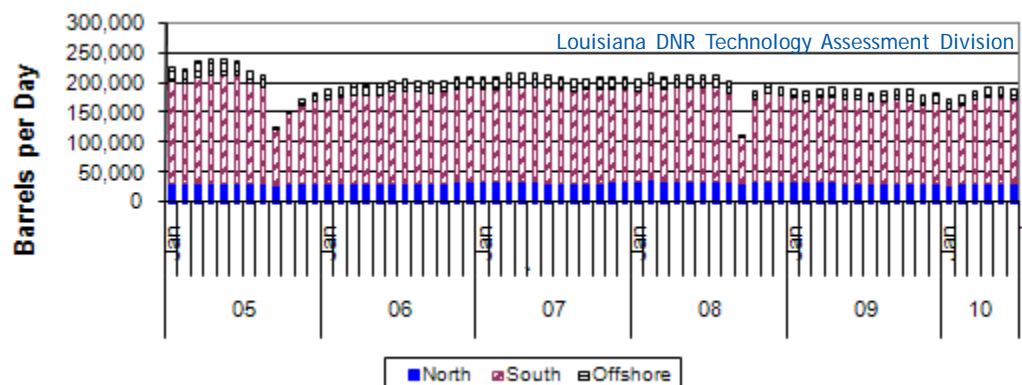 300,000
250,000
200,000
150,000
100,000
50,000
0
Barrels per Day
Louisiana DNR Technology Assessment Division
Jan Jan Jan Jan Jan Jan
05 06 07 08 09 10
North South Offshore